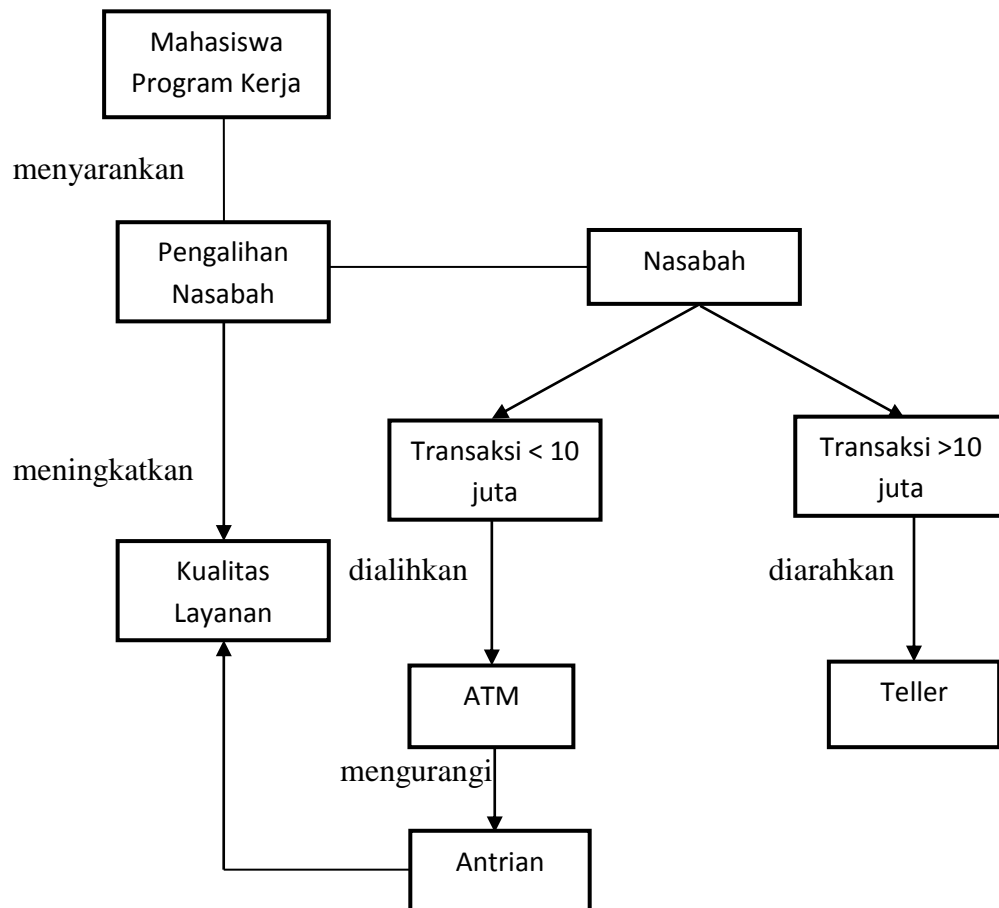 Mahasiswa
Program Kerja
menyarankan
Pengalihan
Nasabah
Nasabah
Transaksi < 10
juta
Transaksi >10
juta
meningkatkan
dialihkan
diarahkan
Kualitas
Layanan
ATM
Teller
mengurangi
Antrian